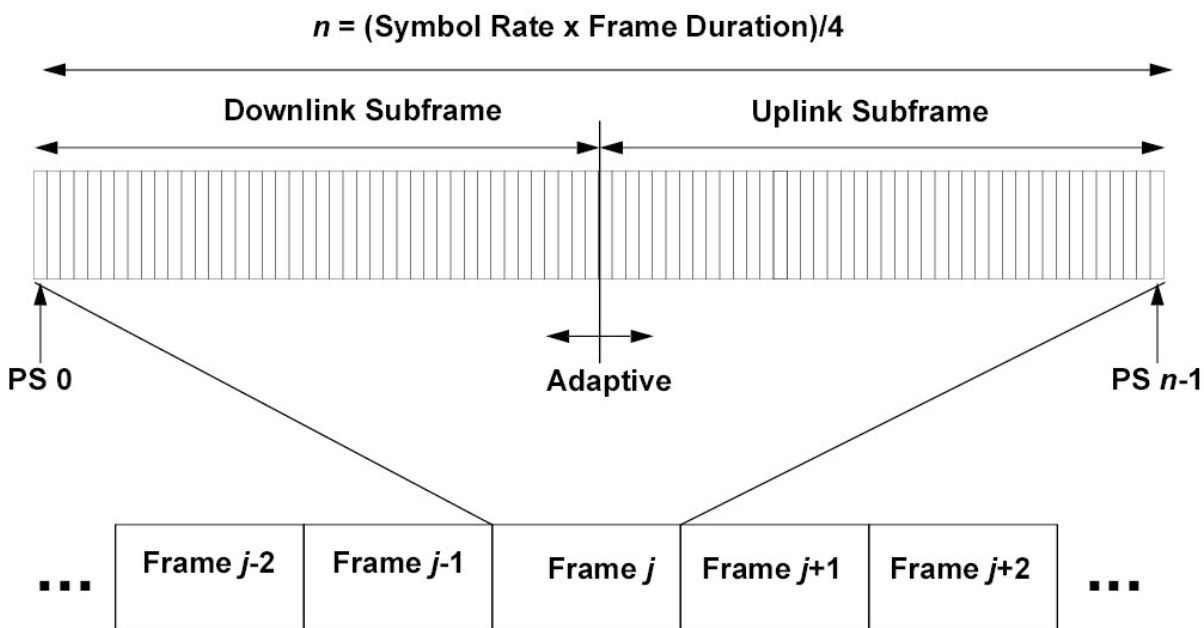 n = (Symbol Rate x Frame Duration)/4
Downlink Subframe
Uplink Subframe
PS 0
Adaptive
PS n-1
... Frame j-2 Frame j-1 Frame j Frame j+1 Frame j+2 ...